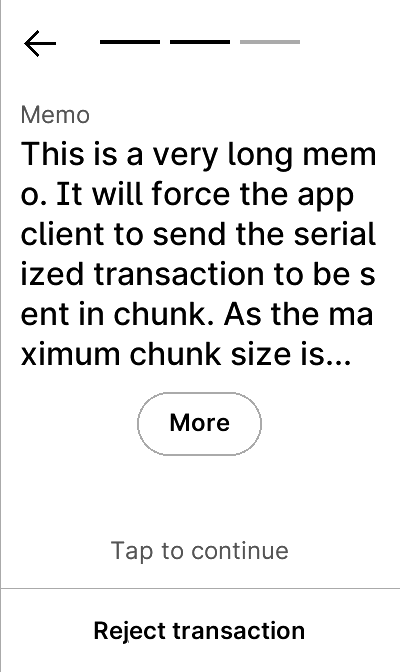 Memo
This is a very long mem
o. It will force the app
client to send the serial
ized transaction to be s
ent in chunk. As the ma
ximum chunk size is...
More
Tap to continue
Reject transaction